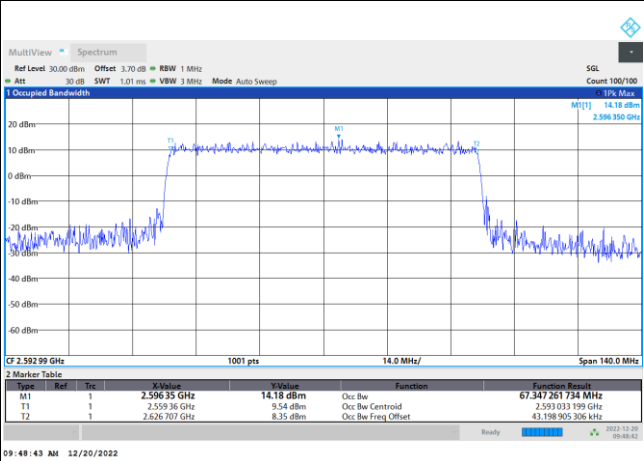 MultiView Spectrum
Ref Level 30.00 dBm Offset 3.70 dB RBW 1 MHz SGL
Att 30 dB SWT 1.01 ms VBW 3 MHz Mode Auto Sweep Count 100/100
1 Occupied Bandwidth 1Pk Max
M1[1] 14.18 dBm
2.596 350 GHz
M1
20 dBm
T1
T2
10 dBm
0 dBm
-10 dBm
-20 dBm
-30 dBm
-40 dBm
-50 dBm
-60 dBm
CF 2.592 99 GHz 1001 pts 14.0 MHz/ Span 140.0 MHz
2 Marker Table
Type Ref Trc X-Value Y-Value Function Function Result
M1 1 2.596 35 GHz 14.18 dBm Occ Bw 67.347 261 734 MHz
T1 1 2.559 36 GHz 9.54 dBm Occ Bw Centroid 2.593 033 199 GHz
T2 1 2.626 707 GHz 8.35 dBm Occ Bw Freq Offset 43.198 905 306 kHz
Ready 2022-12-20
09:48:42
09:48:43 AM 12/20/2022